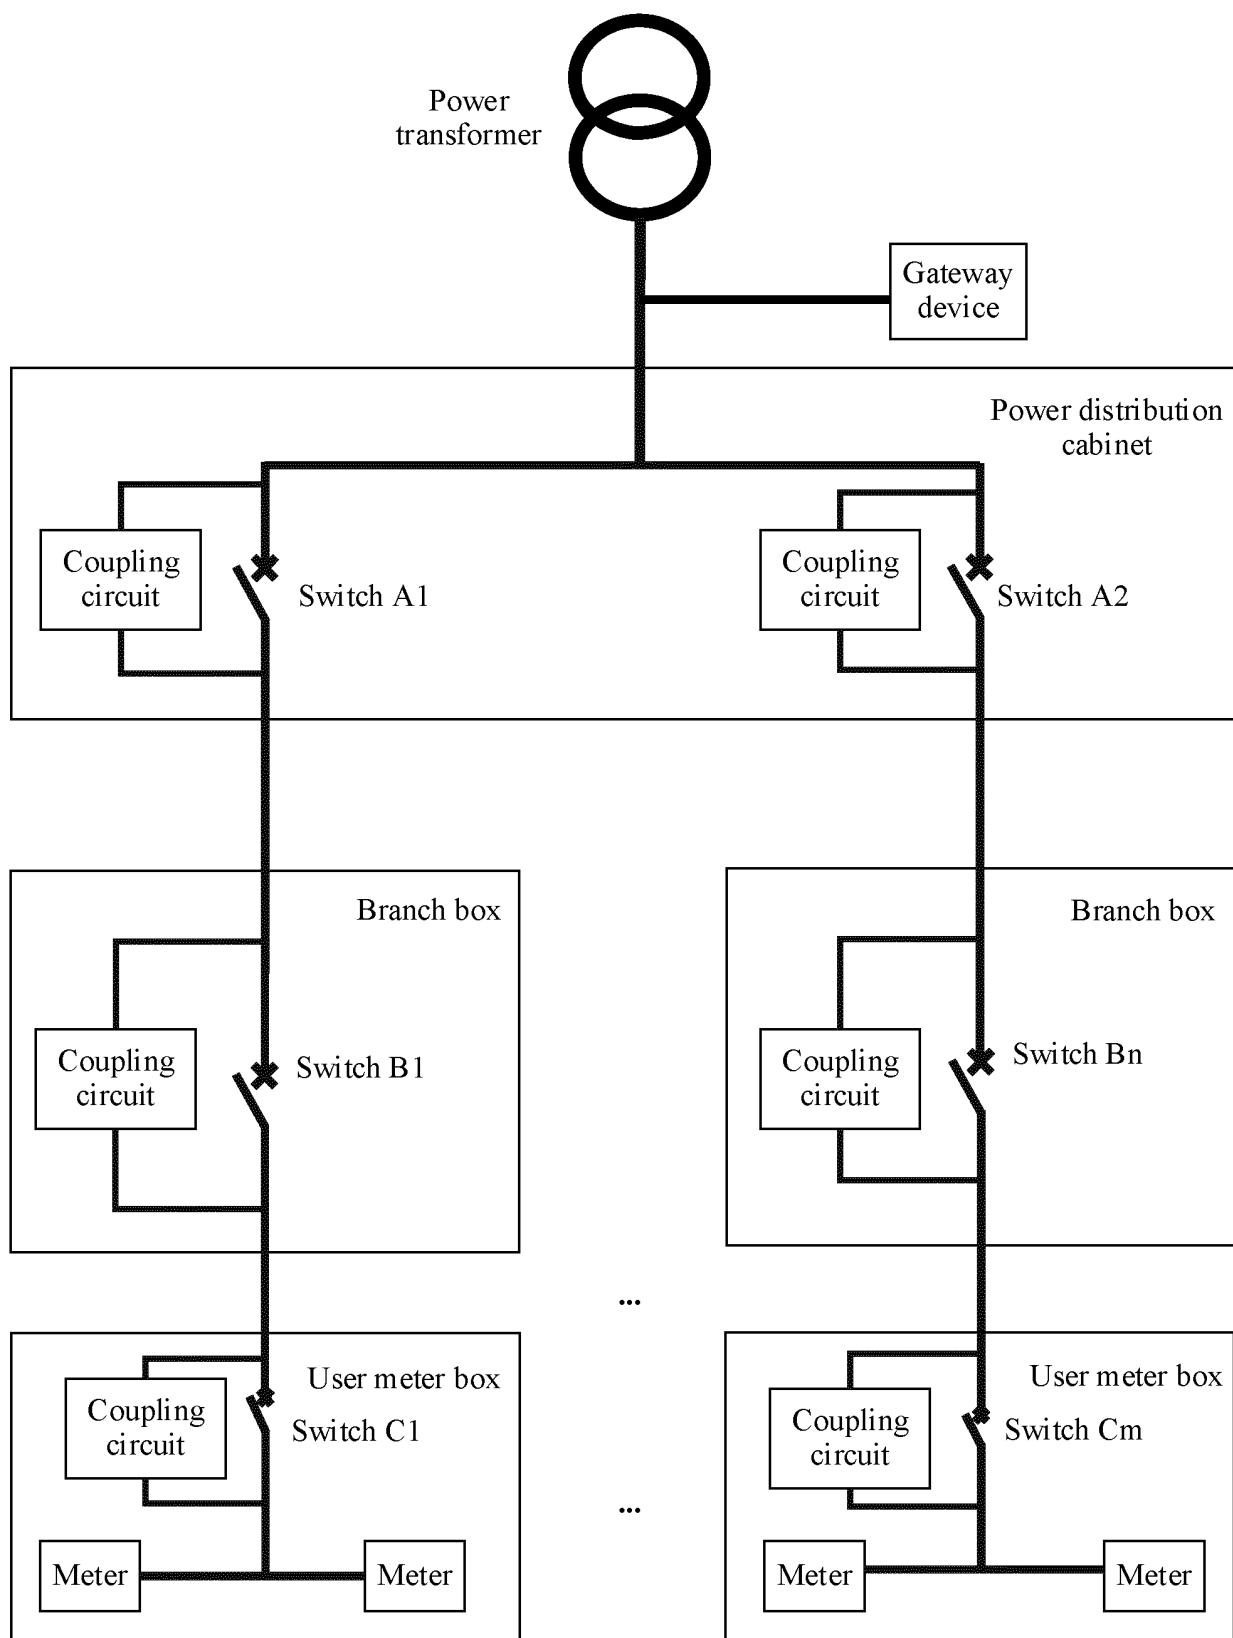 Power
transformer
Gateway
device
Power distribution
cabinet
Coupling
circuit
Switch A1
Coupling
circuit
Switch A2
Branch box
Coupling
circuit
Switch B1
Branch box
Coupling
circuit
Switch Bn
...
User meter box
Coupling
circuit
Switch C1
Meter
Meter
...
User meter box
Coupling
circuit
Switch Cm
Meter
Meter